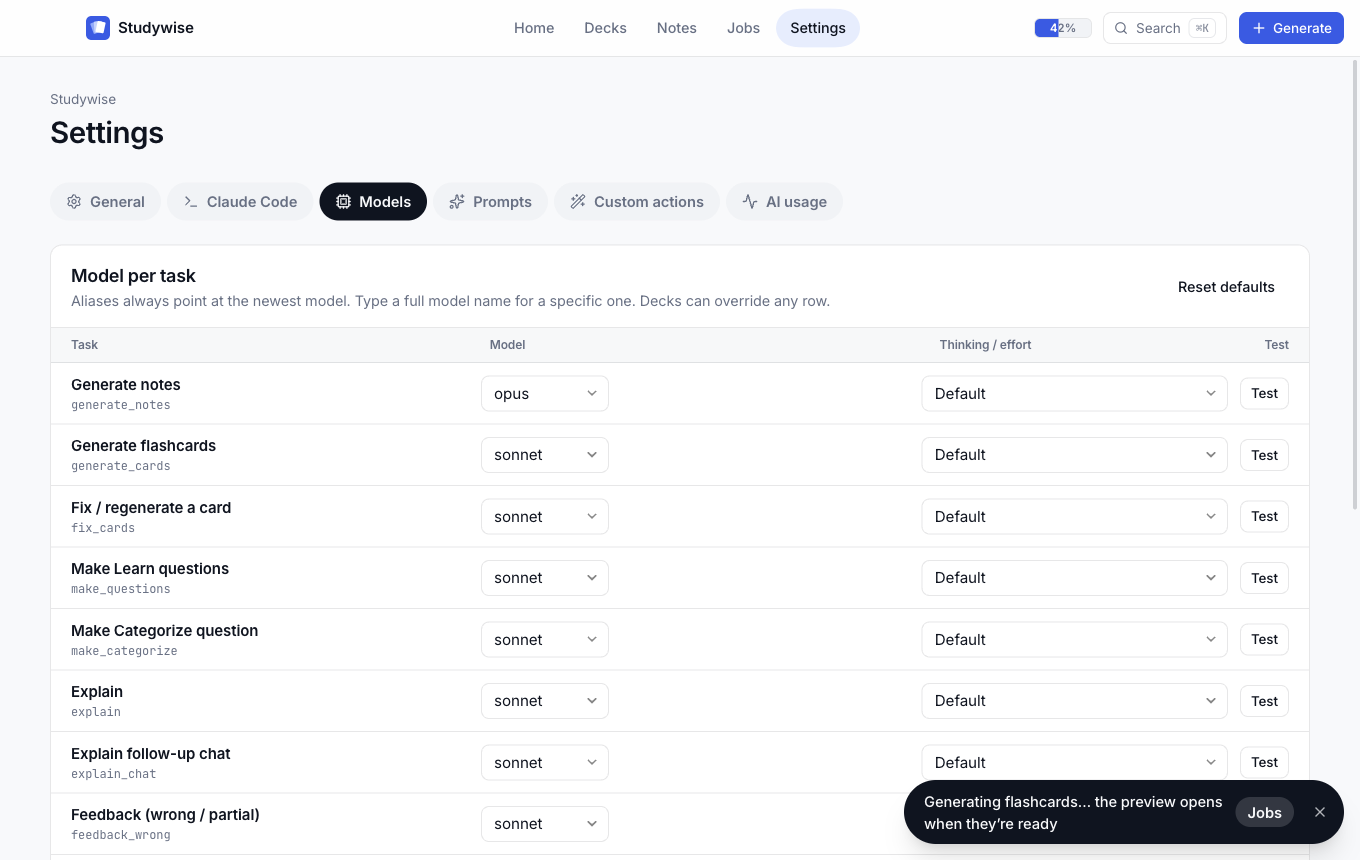 Studywise
Home
Decks
Notes
Jobs
Settings
42%
Search ⌘K
Generate
Studywise
Settings
General
Claude Code
Models
Prompts
Custom actions
AI usage
Model per task
Aliases always point at the newest model. Type a full model name for a specific one. Decks can override any row.
Reset defaults
Task Model Thinking / effort Test
Generate notes
generate_notes
opus Default Test
Generate flashcards
generate_cards
sonnet Default Test
Fix / regenerate a card
fix_cards
sonnet Default Test
Make Learn questions
make_questions
sonnet Default Test
Make Categorize question
make_categorize
sonnet Default Test
Explain
explain
sonnet Default Test
Explain follow-up chat
explain_chat
sonnet Default Test
Feedback (wrong / partial)
feedback_wrong
sonnet
Generating flashcards… the preview opens
when they’re ready
Jobs